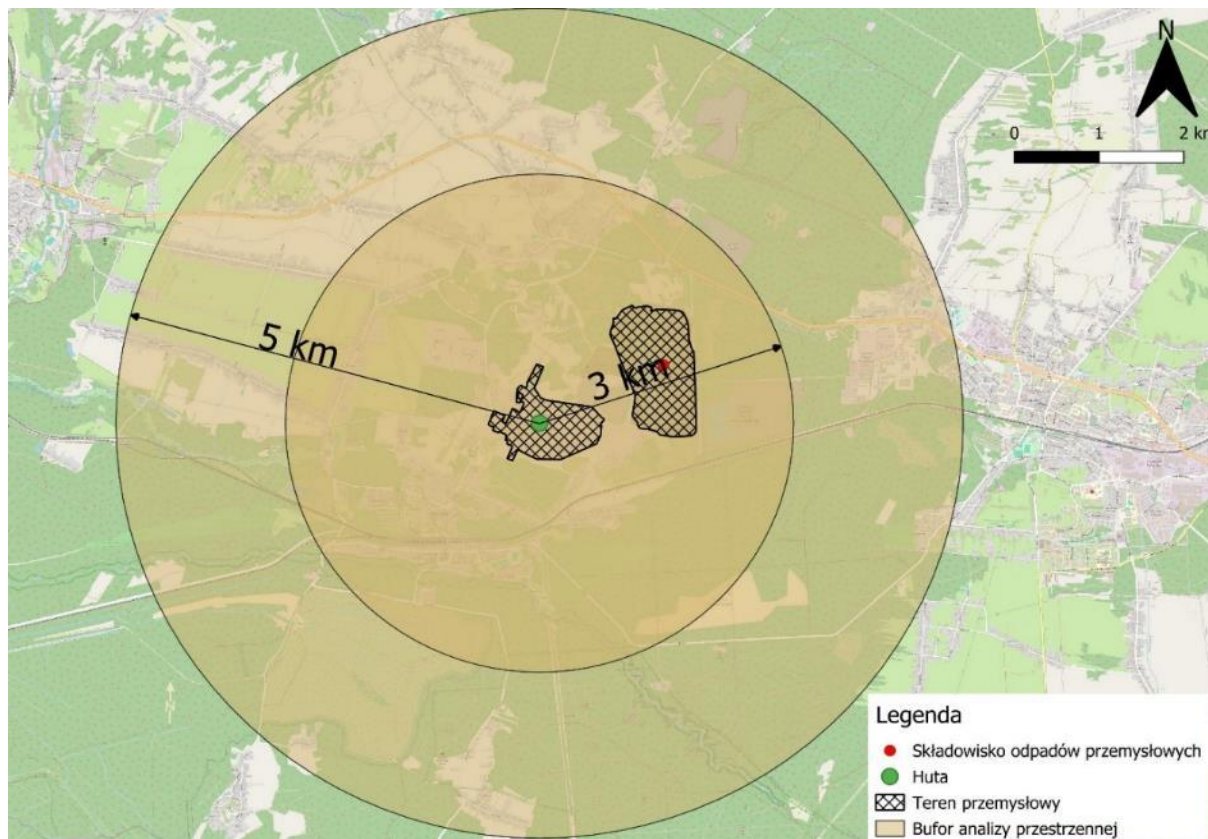 N
0 1 2 km
5 km
3 km
Legenda
Składowisko odpadów przemysłowych
Huta
Teren przemysłowy
Bufor analizy przestrzennej